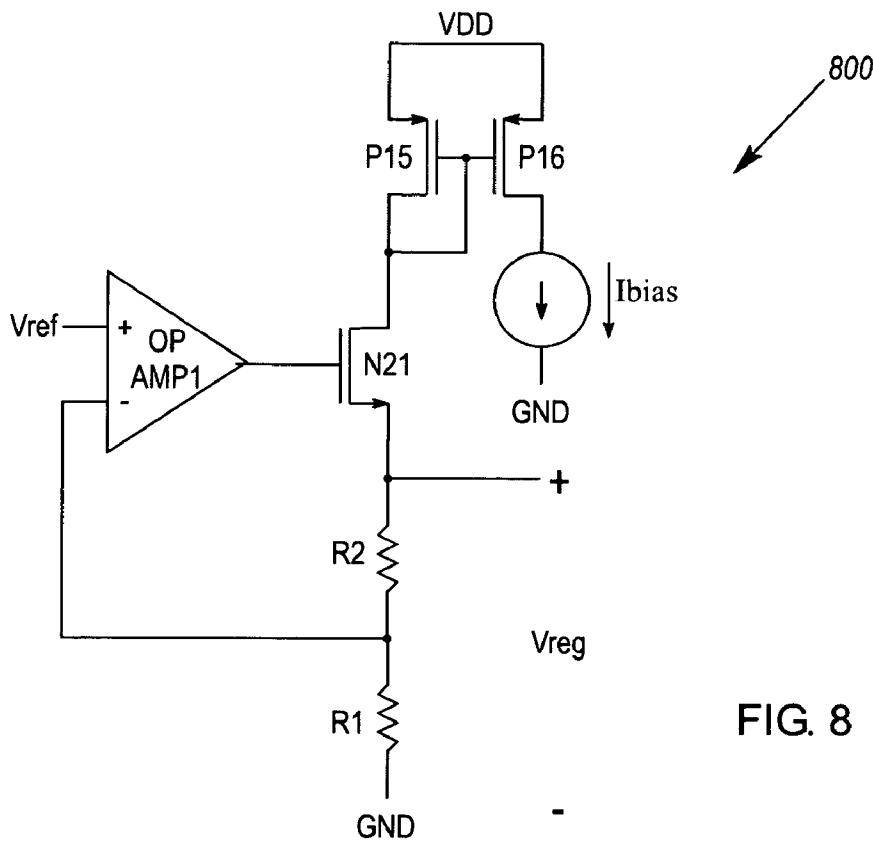 VDD
800
P15
P16
Ibias
Vref
+
OP
AMP1
-
N21
GND
+
R2
Vreg
R1
FIG. 8
GND
-